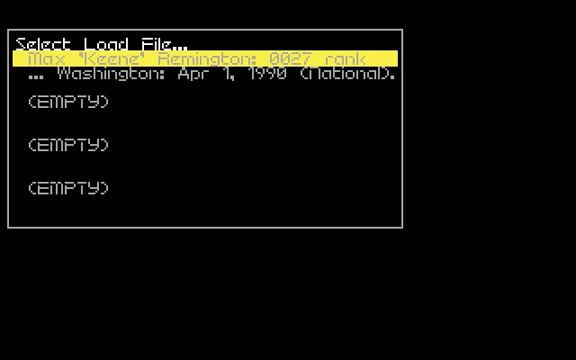 Select Load File...
Max "Keene" Remington: 0027 rank
... Washington: Apr 1, 1990 (National).
(EMPTY)
(EMPTY)
(EMPTY)